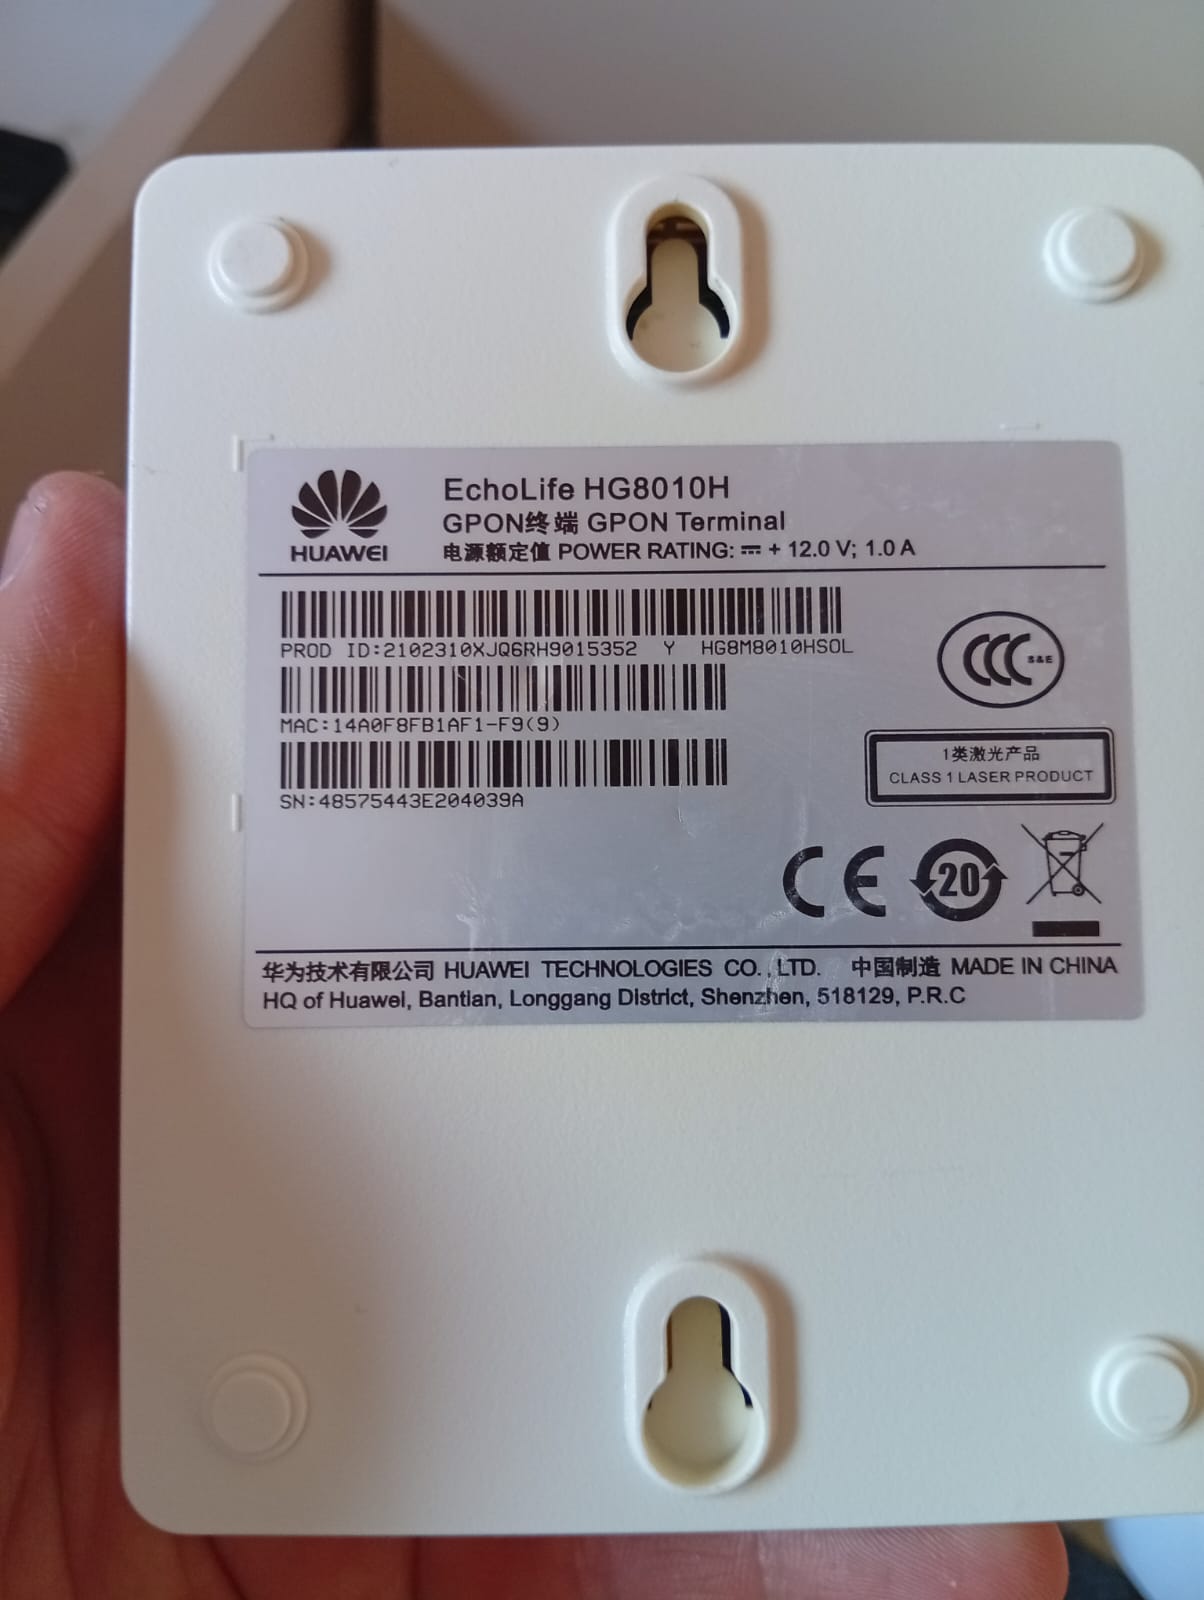 HUAWEI
EchoLife HG8010H
GPON终端 GPON Terminal
电源额定值 POWER RATING: ⎓ + 12.0 V; 1.0 A
PROD ID:2102310XJQ6RH9015352 Y HG8M8010HSOL
MAC:14A0F8FB1AF1-F9(9)
SN:48575443E204039A
CCC S&E
1类激光产品
CLASS 1 LASER PRODUCT
CE 20
华为技术有限公司 HUAWEI TECHNOLOGIES CO.,LTD. 中国制造 MADE IN CHINA
HQ of Huawei, Bantian, Longgang District, Shenzhen, 518129, P.R.C